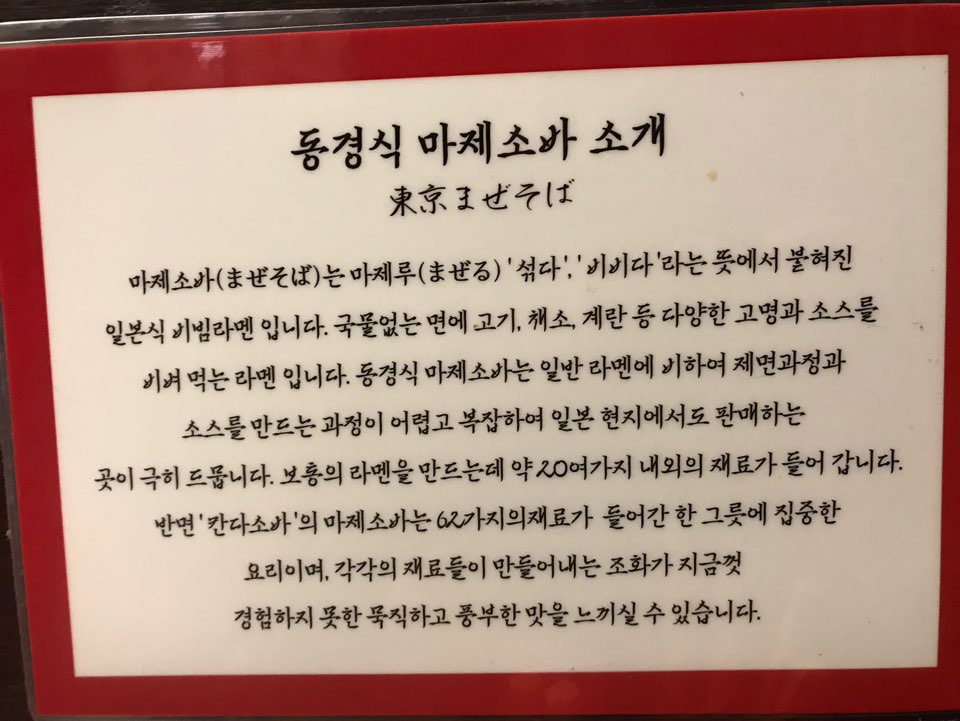 동경식 마제소바 소개
東京まぜそば
마제소바(まぜそば)는 마제루(まぜる) '섞다', '비비다'라는 뜻에서 붙혀진
일본식 비빔라멘 입니다. 국물없는 면에 고기, 채소, 계란 등 다양한 고명과 소스를
비벼 먹는 라멘 입니다. 동경식 마제소바는 일반 라멘에 비하여 제면과정과
소스를 만드는 과정이 어렵고 복잡하여 일본 현지에서도 판매하는
곳이 극히 드뭅니다. 보통의 라멘을 만드는데 약 20여가지 내외의 재료가 들어 갑니다.
반면 '칸다소바'의 마제소바는 62가지의재료가 들어간 한 그릇에 집중한
요리이며, 각각의 재료들이 만들어내는 조화가 지금껏
경험하지 못한 묵직하고 풍부한 맛을 느끼실 수 있습니다.